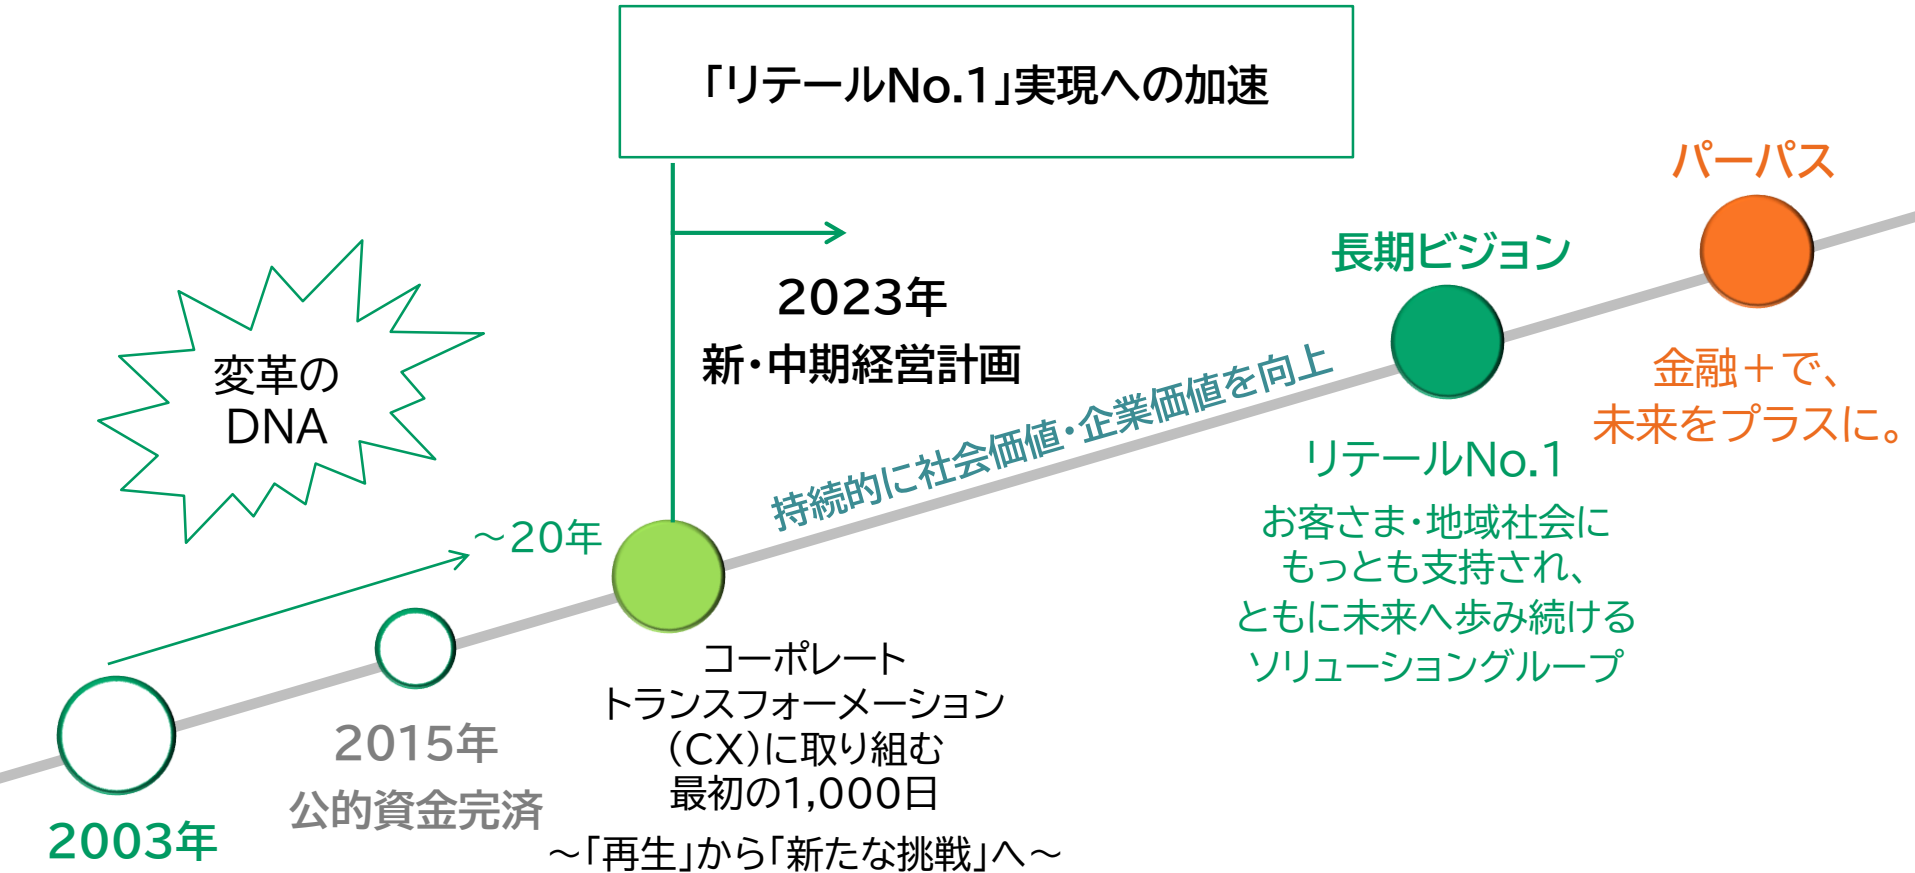 「リテールNo.1」実現への加速
パーパス
長期ビジョン
2023年
新・中期経営計画
変革の
DNA
持続的に社会価値・企業価値を向上
金融＋で、
未来をプラスに。
リテールNo.1
お客さま・地域社会に
もっとも支持され、
ともに未来へ歩み続ける
ソリューショングループ
～20年
コーポレート
トランスフォーメーション
（CX）に取り組む
最初の1,000日
～「再生」から「新たな挑戦」へ～
2015年
公的資金完済
2003年